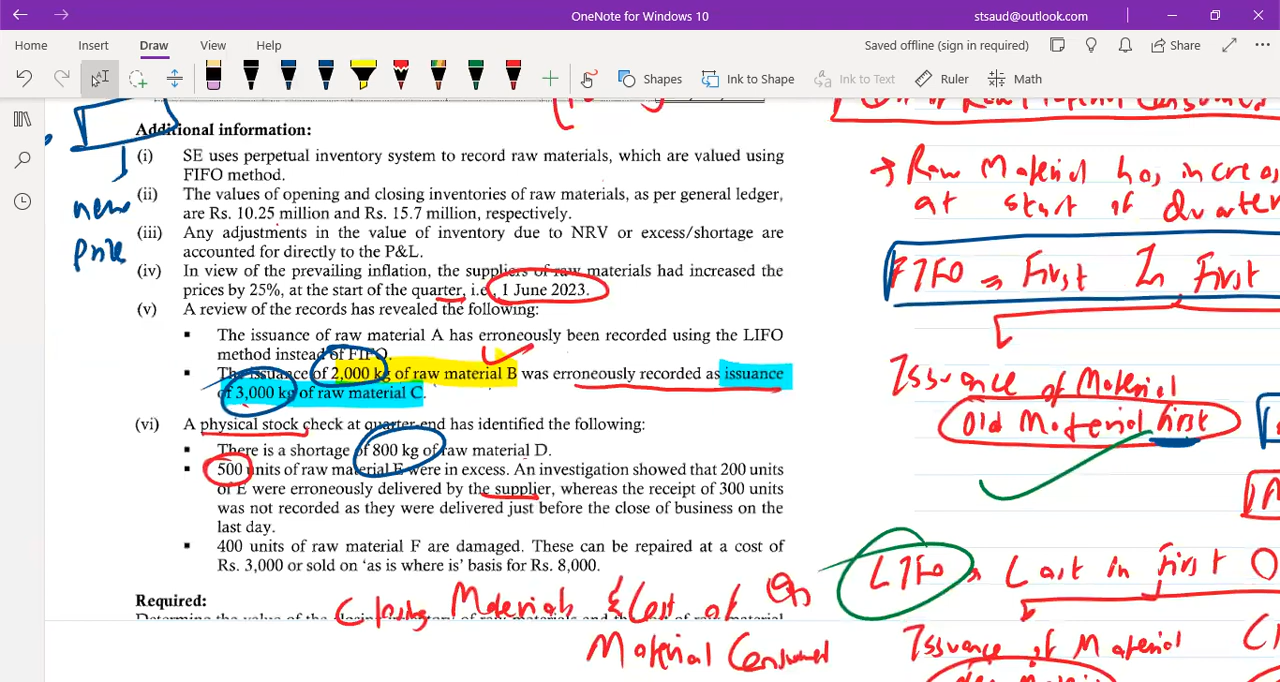 OneNote for Windows 10
stsaud@outlook.com
Home
Insert
Draw
View
Help
Saved offline (sign in required)
Share
Shapes
Ink to Shape
Ink to Text
Ruler
Math
Additional information:
(i) SE uses perpetual inventory system to record raw materials, which are valued using
FIFO method.
(ii) The values of opening and closing inventories of raw materials, as per general ledger,
are Rs. 10.25 million and Rs. 15.7 million, respectively.
(iii) Any adjustments in the value of inventory due to NRV or excess/shortage are
accounted for directly to the P&L.
(iv) In view of the prevailing inflation, the suppliers of raw materials had increased the
prices by 25%, at the start of the quarter, i.e., 1 June 2023.
(v) A review of the records has revealed the following:
▪ The issuance of raw material A has erroneously been recorded using the LIFO
method instead of FIFO.
▪ The issuance of 2,000 kg of raw material B was erroneously recorded as issuance
of 3,000 kg of raw material C.
(vi) A physical stock check at quarter-end has identified the following:
▪ There is a shortage of 800 kg of raw material D.
▪ 500 units of raw material E were in excess. An investigation showed that 200 units
of E were erroneously delivered by the supplier, whereas the receipt of 300 units
was not recorded as they were delivered just before the close of business on the
last day.
▪ 400 units of raw material F are damaged. These can be repaired at a cost of
Rs. 3,000 or sold on 'as is where is' basis for Rs. 8,000.
Required:
new
price
Closing Materials & Cost of
Material Consumed
→ Raw Material has increas
at start of Quarter
FIFO → First In First
Issuance of Material
Old Material first
LIFO → Last in First O
Issuance of Material